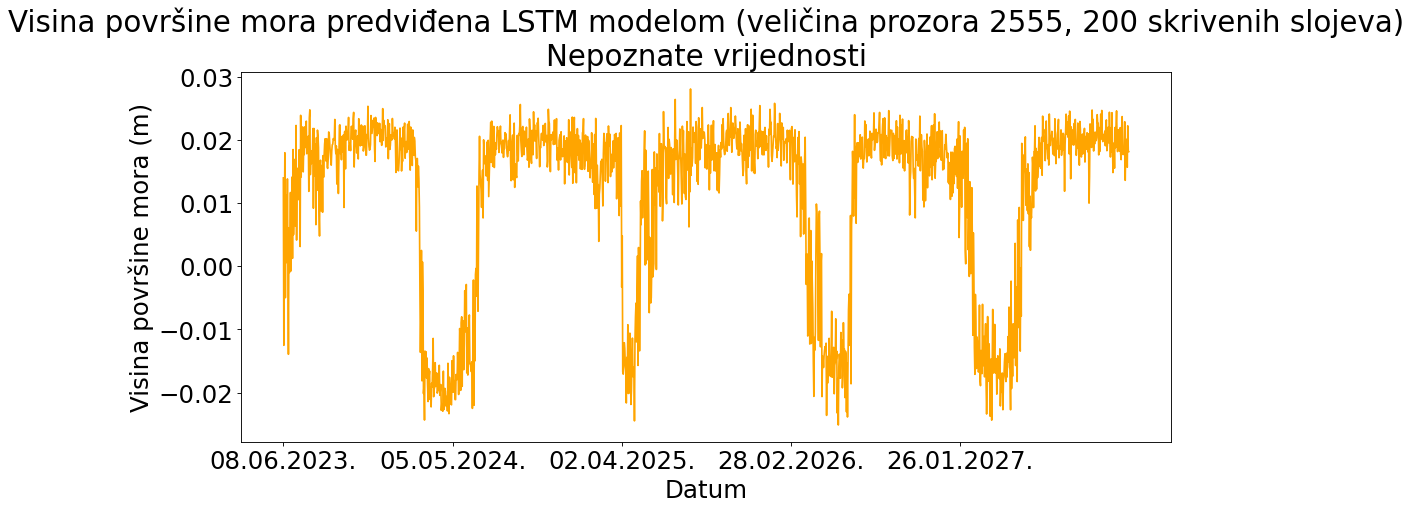 Visina površine mora predviđena LSTM modelom (veličina prozora 2555, 200 skrivenih slojeva)
Nepoznate vrijednosti
Visina površine mora (m)
0.03
0.02
0.01
0.00
−0.01
−0.02
08.06.2023. 05.05.2024. 02.04.2025. 28.02.2026. 26.01.2027.
Datum